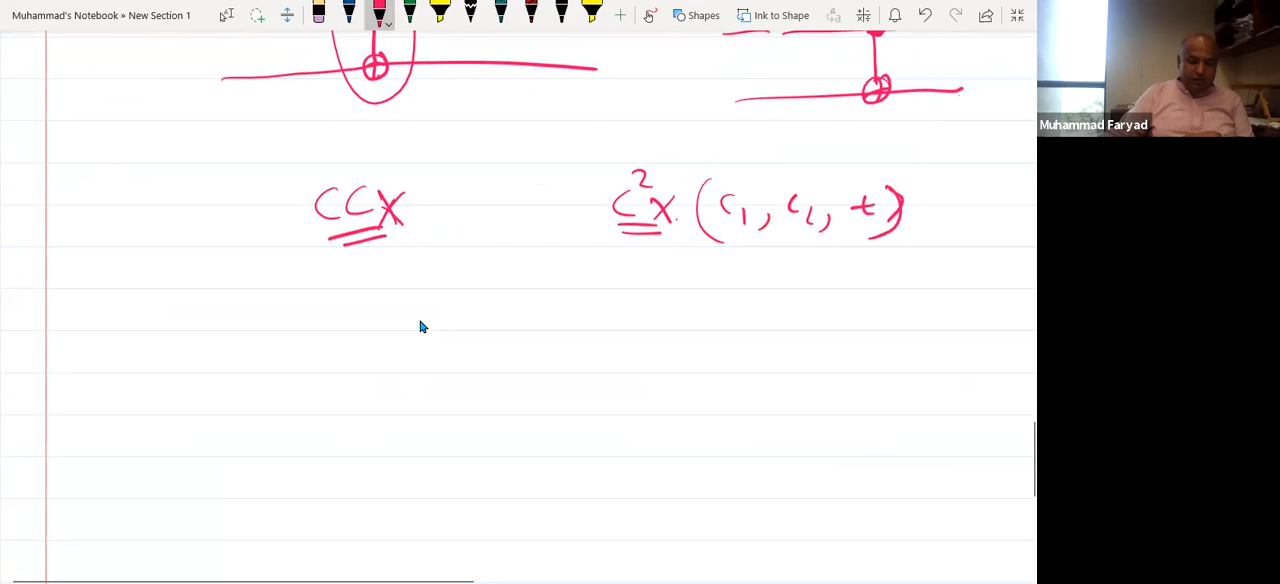 Muhammad's Notebook » New Section 1
Shapes
Ink to Shape
Muhammad Faryad
CCX
C²X (C₁, C₂, t)